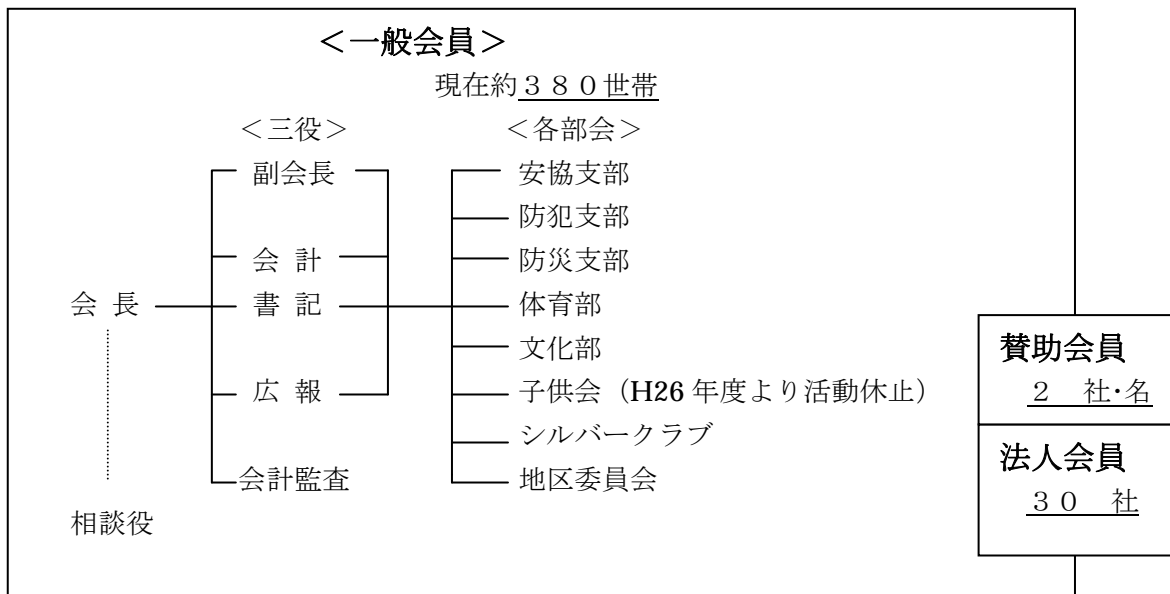 ＜一般会員＞
現在約３８０世帯
＜三役＞
＜各部会＞
副会長
会 計
書 記
広 報
会計監査
会 長
相談役
安協支部
防犯支部
防災支部
体育部
文化部
子供会（H26 年度より活動休止）
シルバークラブ
地区委員会
賛助会員
２　社･名
法人会員
３０　社